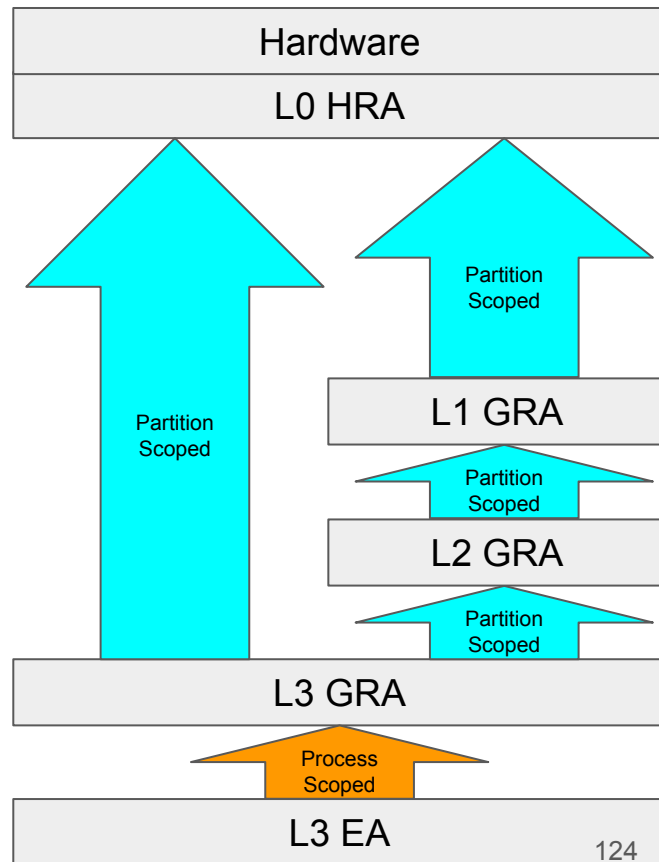 Hardware
L0 HRA
Partition
Scoped
L1 GRA
Partition
Scoped
Partition
Scoped
L2 GRA
Partition
Scoped
L3 GRA
Process
Scoped
L3 EA
124